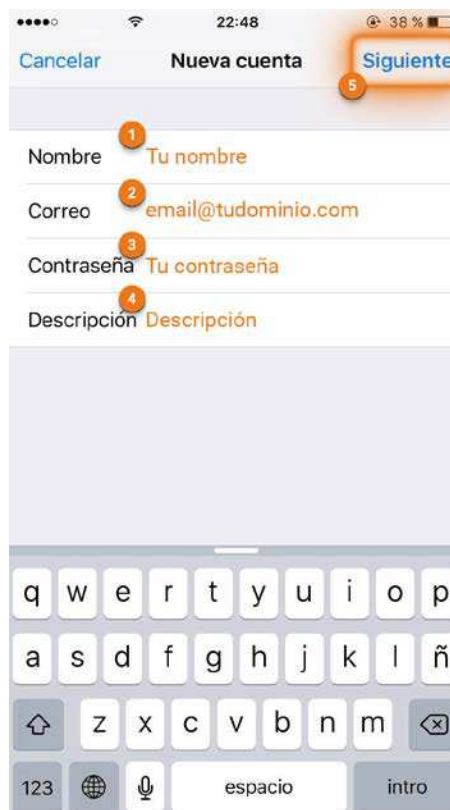 22:48 38 %
Cancelar Nueva cuenta Siguiente
5
1
Nombre Tu nombre
2
Correo email@tudominio.com
3
Contraseña Tu contraseña
4
Descripción Descripción
q w e r t y u i o p
a s d f g h j k l ñ
z x c v b n m
123 espacio intro